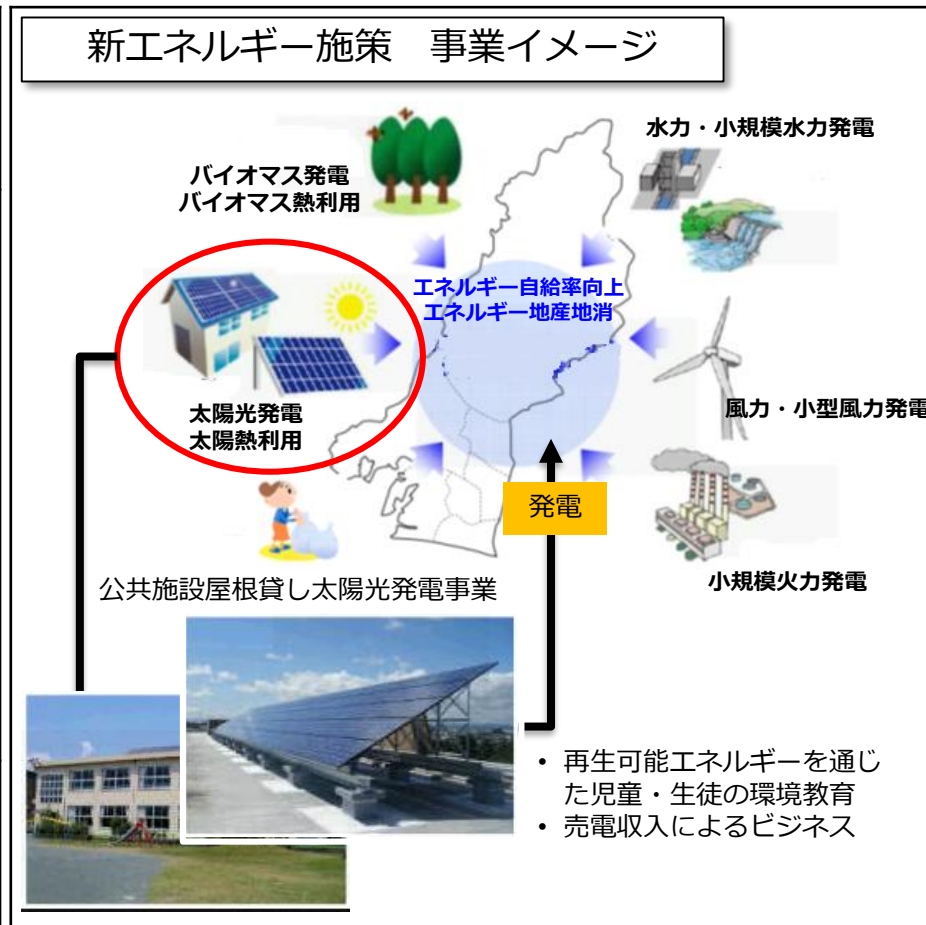 新エネルギー施策　事業イメージ
水力・小規模水力発電
バイオマス発電
バイオマス熱利用
エネルギー自給率向上
エネルギー地産地消
太陽光発電
太陽熱利用
風力・小型風力発電
発電
小規模火力発電
公共施設屋根貸し太陽光発電事業
• 再生可能エネルギーを通じ
た児童・生徒の環境教育
• 売電収入によるビジネス